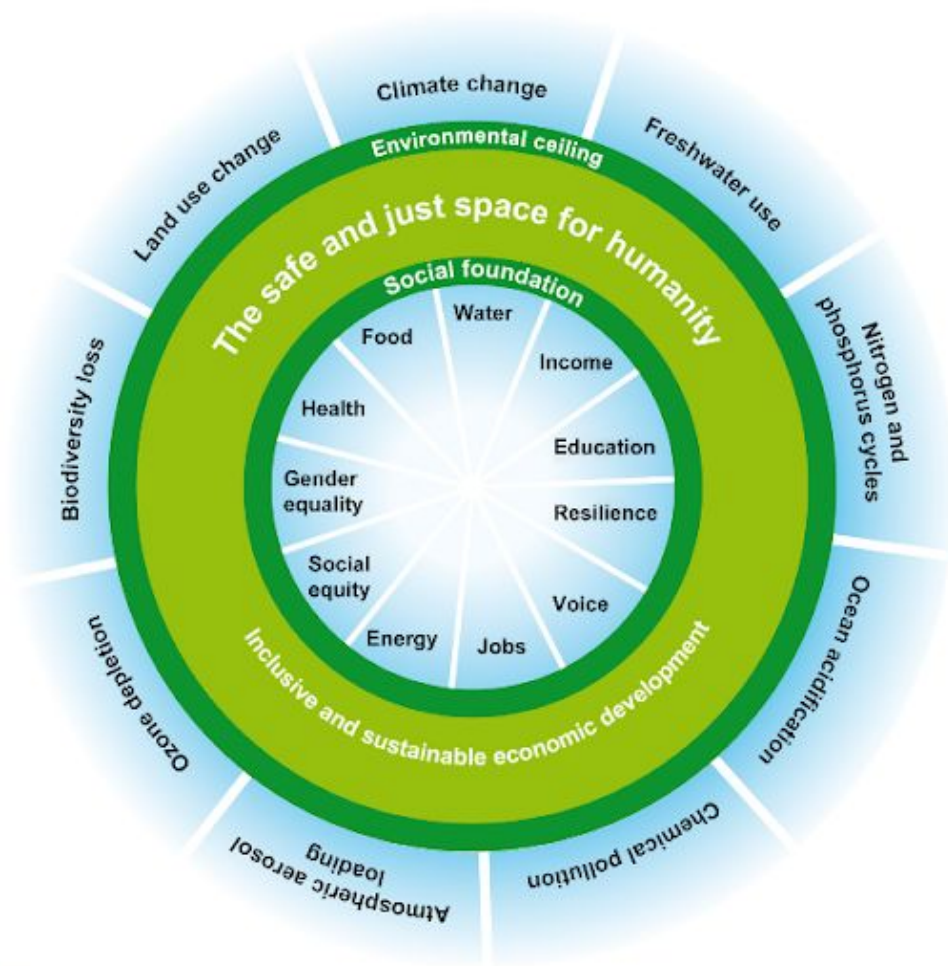 Climate change
Freshwater use
Nitrogen and
phosphorus cycles
Ocean acidification
Chemical pollution
Atmospheric aerosol
loading
Ozone depletion
Biodiversity loss
Land use change
Environmental ceiling
The safe and just space for humanity
Social foundation
Water
Income
Education
Resilience
Voice
Jobs
Energy
Social
equity
Gender
equality
Health
Food
Inclusive and sustainable economic development